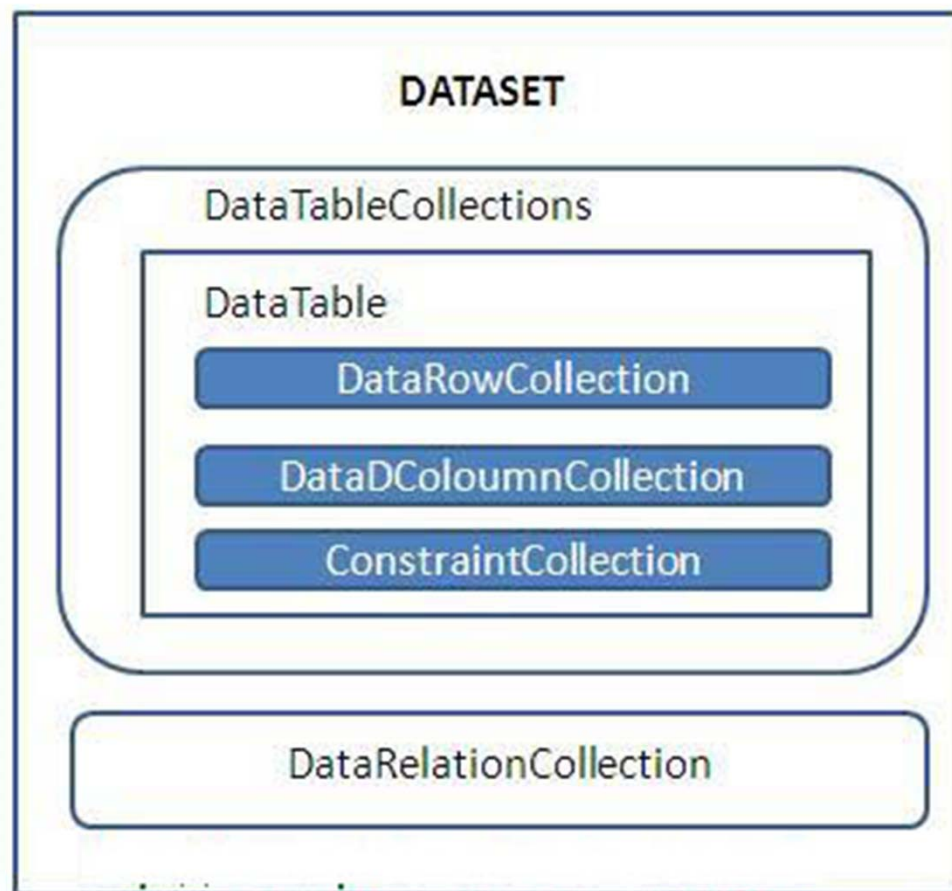 DATASET
DataTableCollections
DataTable
DataRowCollection
DataDColoumnCollection
ConstraintCollection
DataRelationCollection